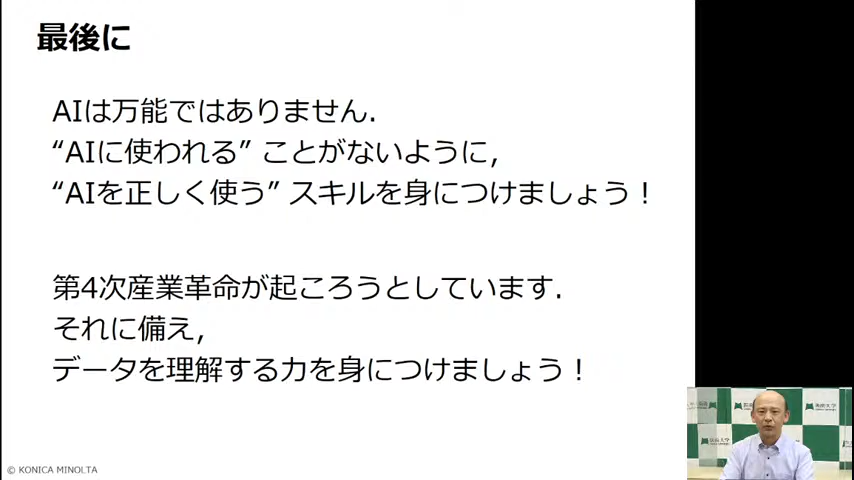 最後に
AIは万能ではありません.
“AIに使われる” ことがないように,
“AIを正しく使う” スキルを身につけましょう！
第4次産業革命が起ころうとしています.
それに備え,
データを理解する力を身につけましょう！
© KONICA MINOLTA